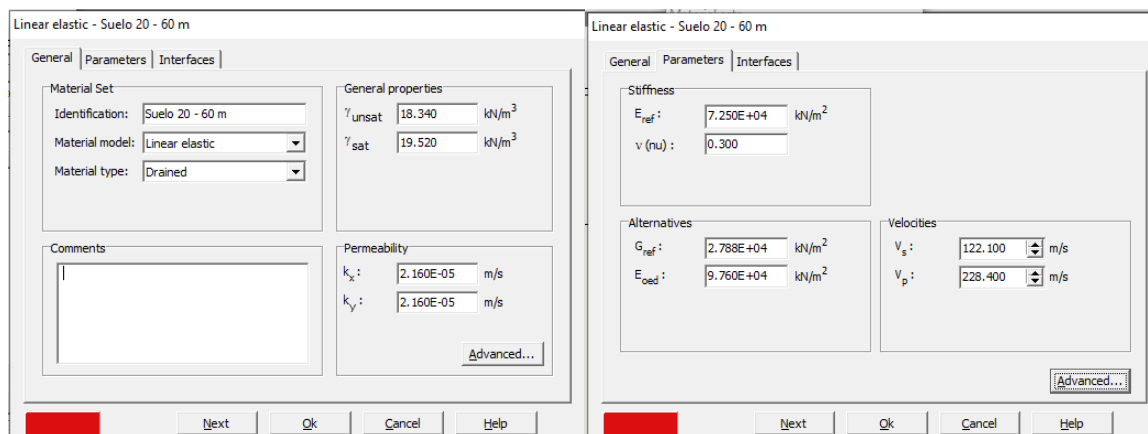 Linear elastic - Suelo 20 - 60 m
General Parameters Interfaces
Material Set
Identification: Suelo 20 - 60 m
Material model: Linear elastic
Material type: Drained
General properties
γunsat 18.340 kN/m³
γsat 19.520 kN/m³
Comments
Permeability
kx: 2.160E-05 m/s
ky: 2.160E-05 m/s
Advanced...
Next Ok Cancel Help
Linear elastic - Suelo 20 - 60 m
General Parameters Interfaces
Stiffness
Eref: 7.250E+04 kN/m²
ν (nu) : 0.300
Alternatives
Gref: 2.788E+04 kN/m²
Eoed: 9.760E+04 kN/m²
Velocities
Vs: 122.100 m/s
Vp: 228.400 m/s
Advanced...
Next Ok Cancel Help